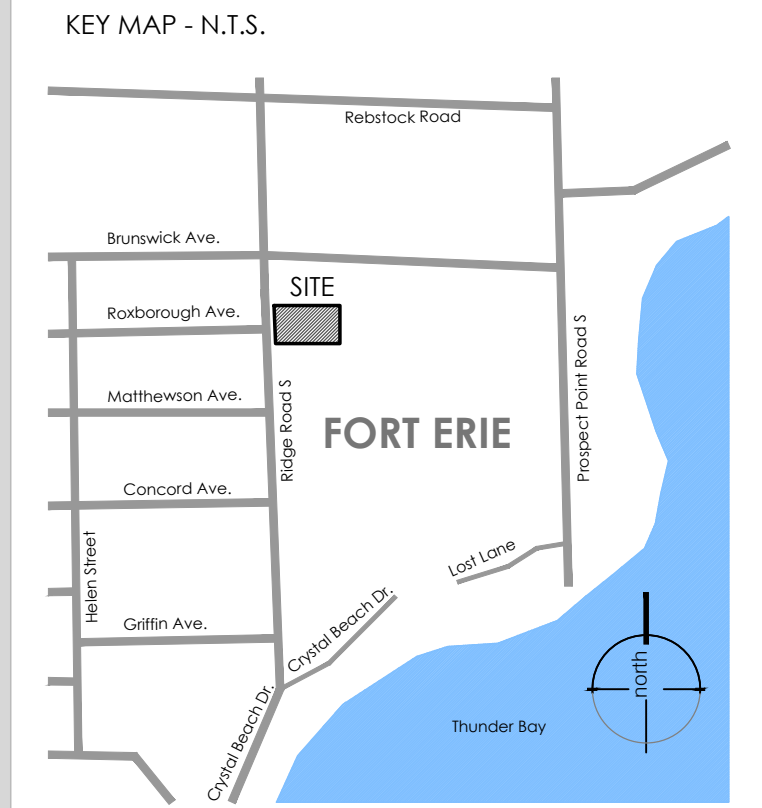 KEY MAP - N.T.S.
Rebstock Road
Brunswick Ave.
SITE
Roxborough Ave.
Prospect Point Road S
Ridge Road S
Matthewson Ave.
FORT ERIE
Concord Ave.
Helen Street
Lost Lane
Crystal Beach Dr.
Griffin Ave.
north
Crystal Beach Dr.
Thunder Bay